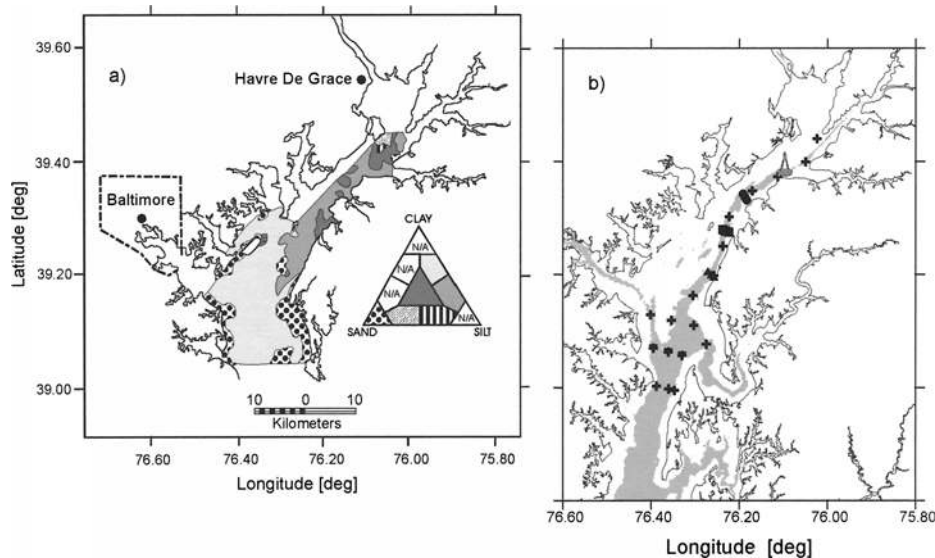 a)
39.60
Havre De Grace
39.40
Latitude [deg]
Baltimore
39.20
39.00
CLAY
N/A
N/A
N/A
N/A
SAND
SILT
10 0 10
Kilometers
76.60 76.40 76.20 76.00 75.80
Longitude [deg]
b)
76.60 76.40 76.20 76.00 75.80
Longitude [deg]